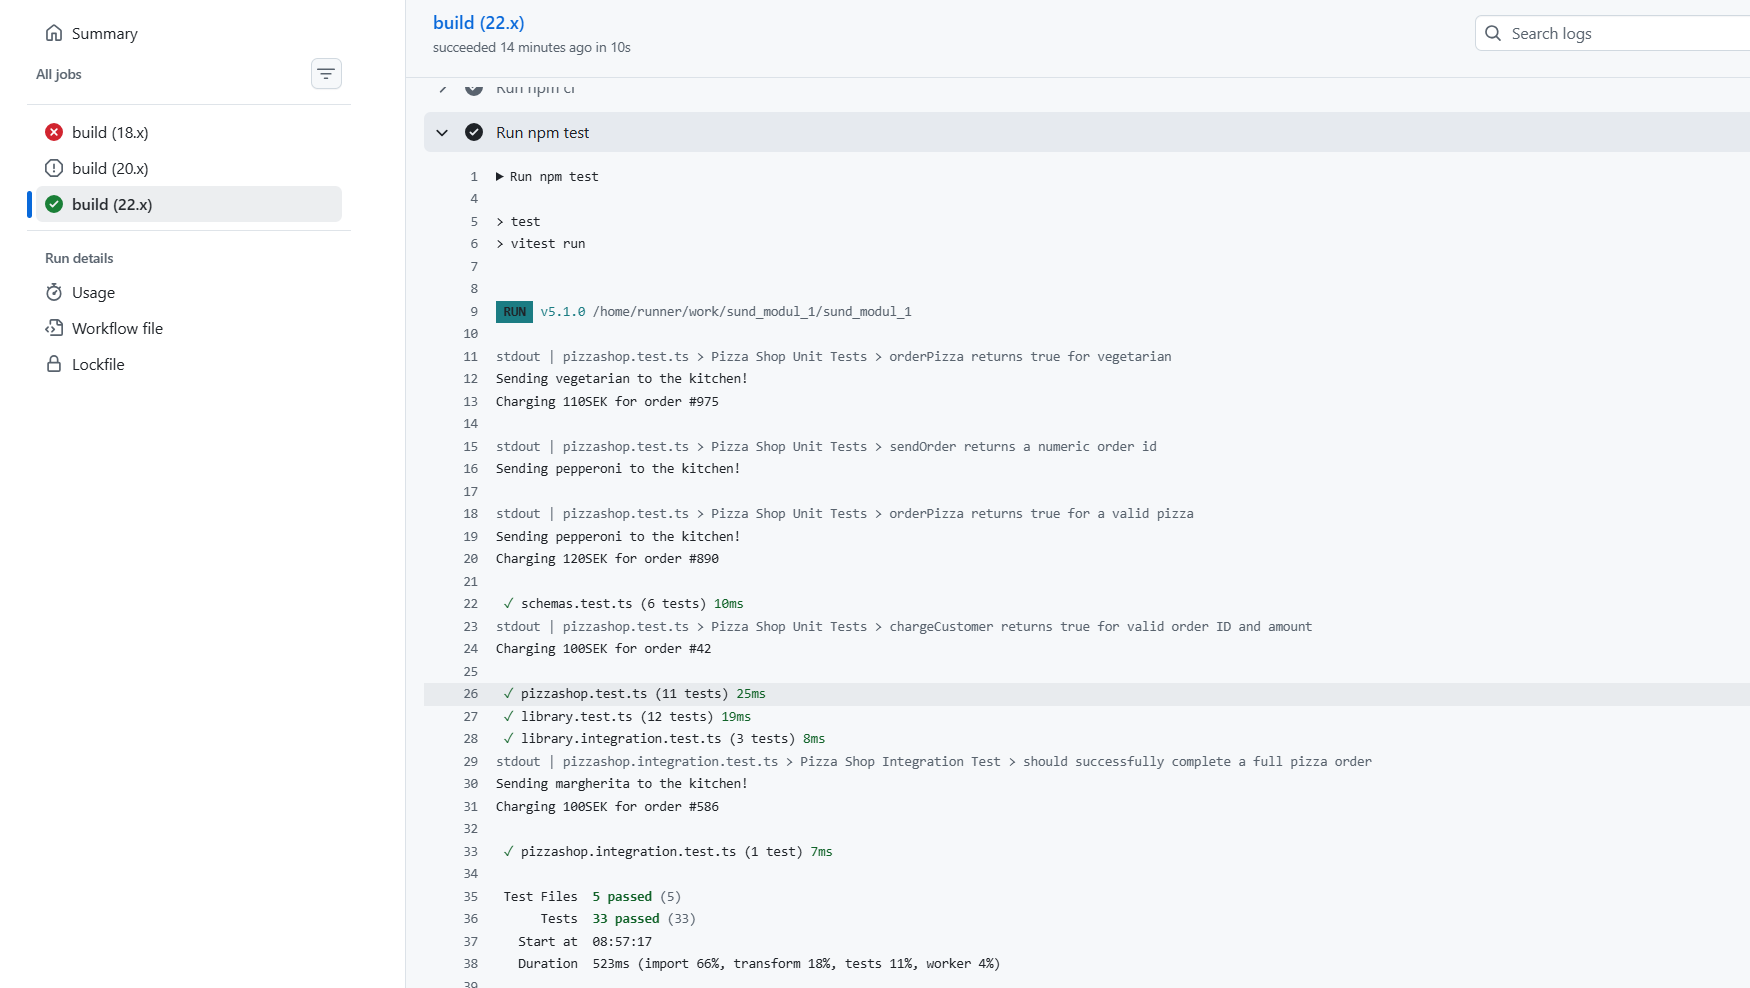 Summary
All jobs
build (18.x)
build (20.x)
build (22.x)
Run details
Usage
Workflow file
Lockfile
build (22.x)
succeeded 14 minutes ago in 10s
Search logs
Run npm ci
Run npm test
1 Run npm test
4
5 > test
6 > vitest run
7
8
9 RUN v5.1.0 /home/runner/work/sund_modul_1/sund_modul_1
10
11 stdout | pizzashop.test.ts > Pizza Shop Unit Tests > orderPizza returns true for vegetarian
12 Sending vegetarian to the kitchen!
13 Charging 110SEK for order #975
14
15 stdout | pizzashop.test.ts > Pizza Shop Unit Tests > sendOrder returns a numeric order id
16 Sending pepperoni to the kitchen!
17
18 stdout | pizzashop.test.ts > Pizza Shop Unit Tests > orderPizza returns true for a valid pizza
19 Sending pepperoni to the kitchen!
20 Charging 120SEK for order #890
21
22 ✓ schemas.test.ts (6 tests) 10ms
23 stdout | pizzashop.test.ts > Pizza Shop Unit Tests > chargeCustomer returns true for valid order ID and amount
24 Charging 100SEK for order #42
25
26 ✓ pizzashop.test.ts (11 tests) 25ms
27 ✓ library.test.ts (12 tests) 19ms
28 ✓ library.integration.test.ts (3 tests) 8ms
29 stdout | pizzashop.integration.test.ts > Pizza Shop Integration Test > should successfully complete a full pizza order
30 Sending margherita to the kitchen!
31 Charging 100SEK for order #586
32
33 ✓ pizzashop.integration.test.ts (1 test) 7ms
34
35 Test Files 5 passed (5)
36 Tests 33 passed (33)
37 Start at 08:57:17
38 Duration 523ms (import 66%, transform 18%, tests 11%, worker 4%)
39